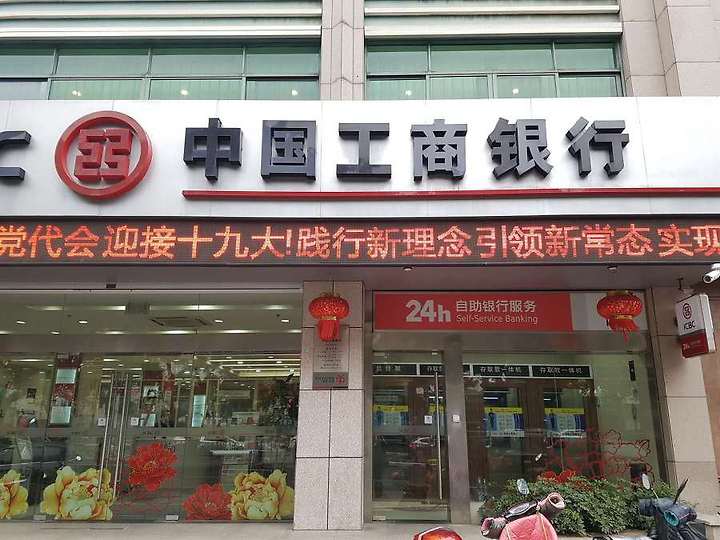 C 中国工商银行
党代会迎接十九大!践行新理念引领新常态实现
24h 自助银行服务
Self-Service Banking
ICBC
24h
存取款一体机
存取款一体机